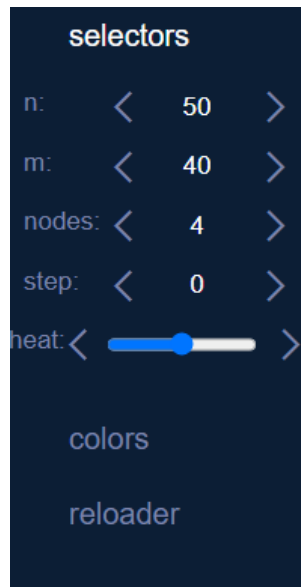 selectors
n: 50
m: 40
nodes: 4
step: 0
heat:
colors
reloader